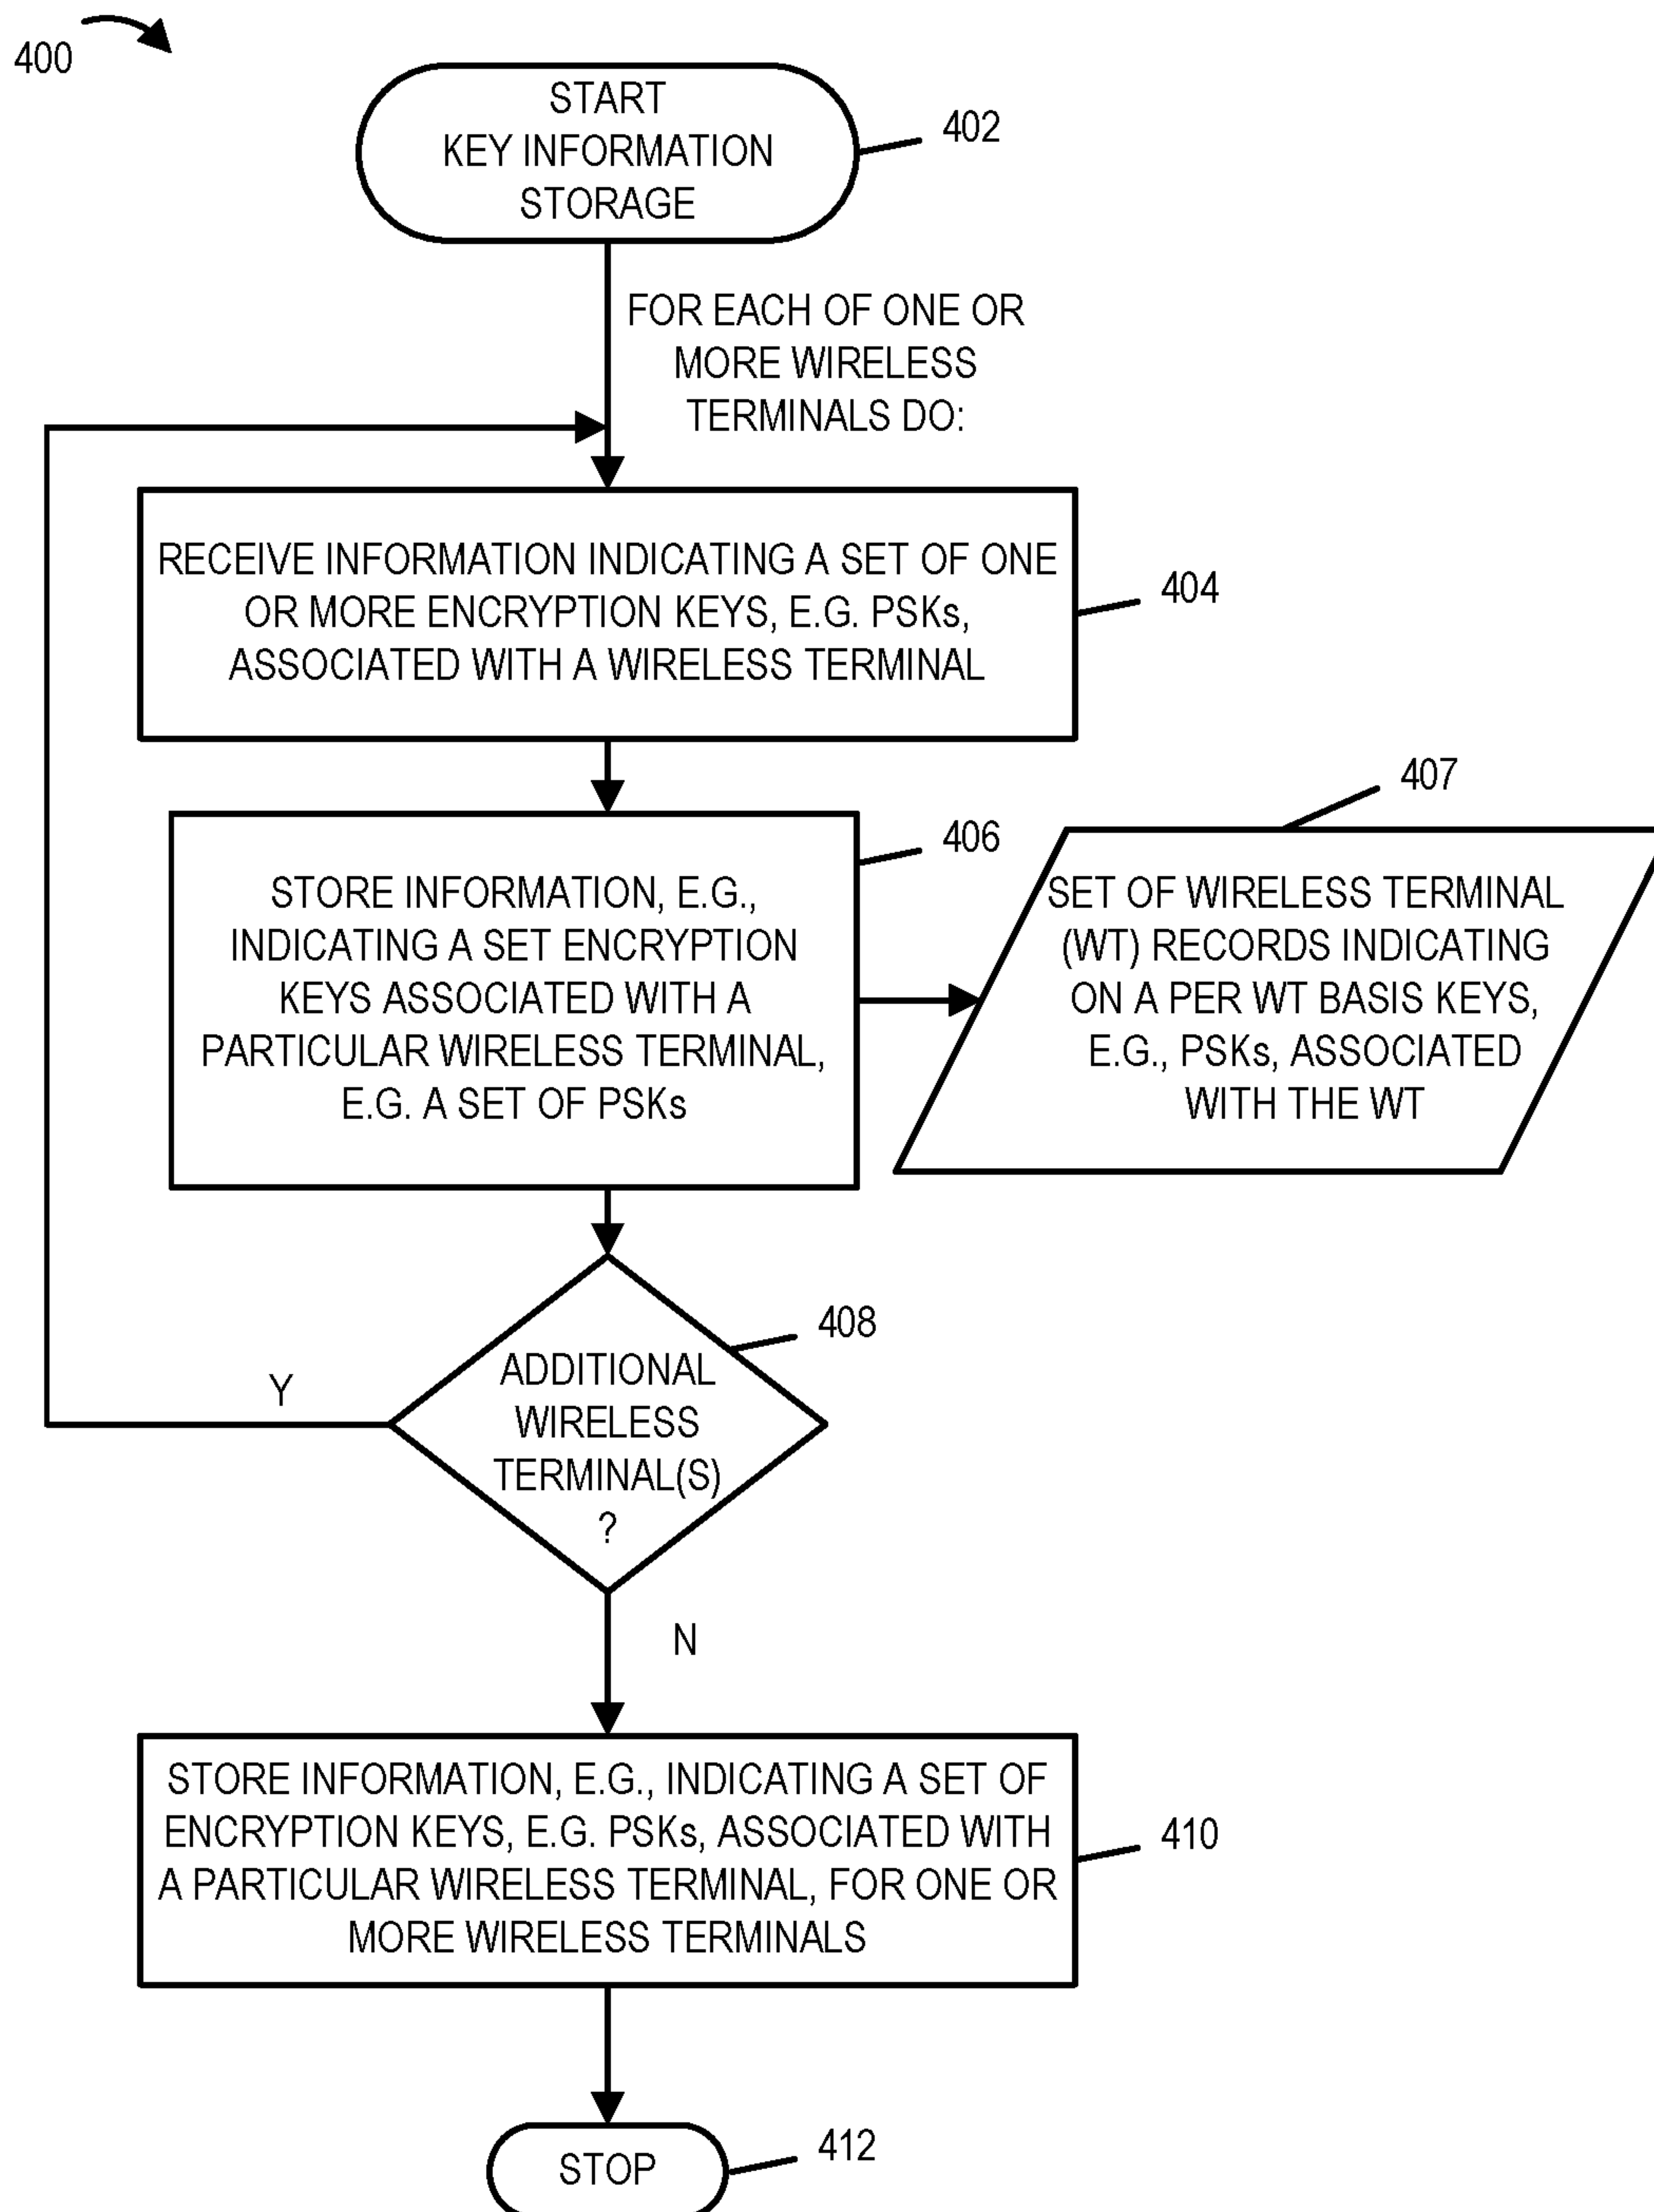 400
START
KEY INFORMATION
STORAGE
402
FOR EACH OF ONE OR
MORE WIRELESS
TERMINALS DO:
RECEIVE INFORMATION INDICATING A SET OF ONE
OR MORE ENCRYPTION KEYS, E.G. PSKs,
ASSOCIATED WITH A WIRELESS TERMINAL
404
STORE INFORMATION, E.G.,
INDICATING A SET ENCRYPTION
KEYS ASSOCIATED WITH A
PARTICULAR WIRELESS TERMINAL,
E.G. A SET OF PSKs
406
407
SET OF WIRELESS TERMINAL
(WT) RECORDS INDICATING
ON A PER WT BASIS KEYS,
E.G., PSKs, ASSOCIATED
WITH THE WT
408
ADDITIONAL
WIRELESS
TERMINAL(S)
?
Y
N
STORE INFORMATION, E.G., INDICATING A SET OF
ENCRYPTION KEYS, E.G. PSKs, ASSOCIATED WITH
A PARTICULAR WIRELESS TERMINAL, FOR ONE OR
MORE WIRELESS TERMINALS
410
STOP
412